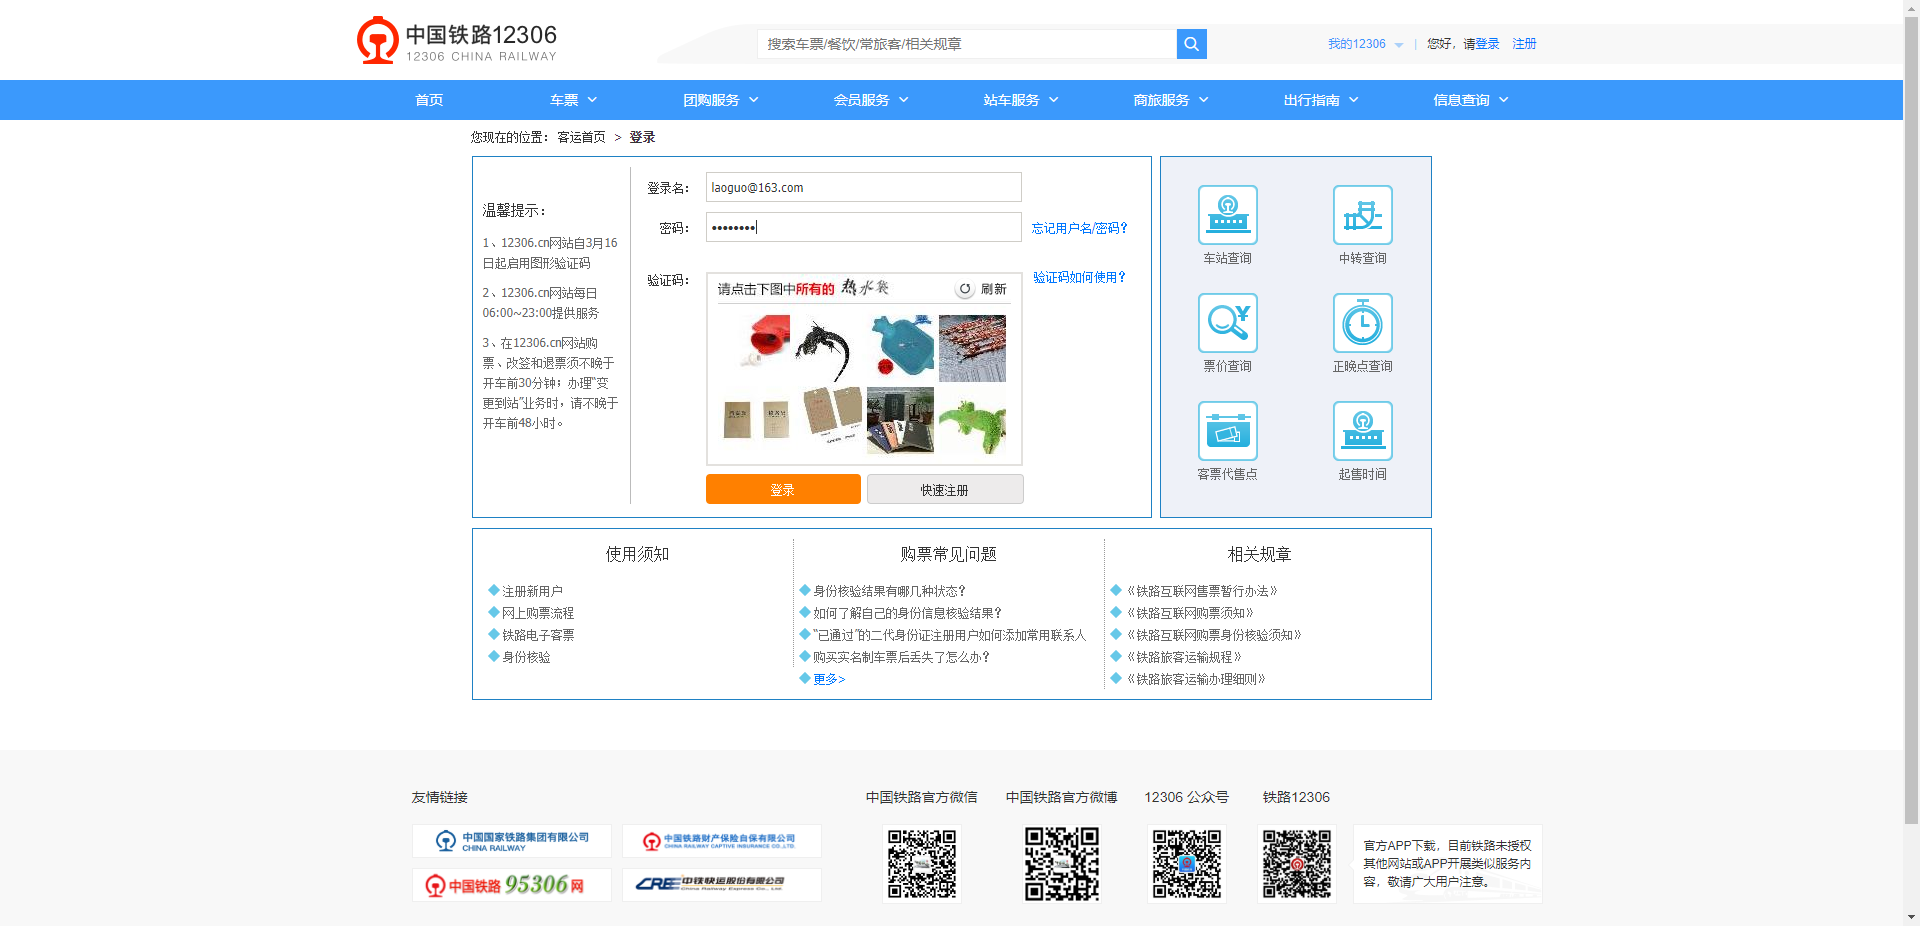 中国铁路12306
12306 CHINA RAILWAY
搜索车票/餐饮/常旅客/相关规章
我的12306 | 您好，请登录 注册
首页 车票 团购服务 会员服务 站车服务 商旅服务 出行指南 信息查询
您现在的位置：客运首页 > 登录
温馨提示：
1、12306.cn网站自3月16
日起启用图形验证码
2、12306.cn网站每日
06:00~23:00提供服务
3、在12306.cn网站购
票、改签和退票须不晚于
开车前30分钟；办理“变
更到站”业务时，请不晚于
开车前48小时。
登录名： laoguo@163.com
密码： ••••••••
忘记用户名/密码？
验证码：
请点击下图中所有的 热水袋
刷新
验证码如何使用？
登录 快速注册
车站查询 中转查询
票价查询 正晚点查询
客票代售点 起售时间
使用须知
注册新用户
网上购票流程
铁路电子客票
身份核验
购票常见问题
身份核验结果有哪几种状态？
如何了解自己的身份信息核验结果？
“已通过”的二代身份证注册用户如何添加常用联系人
购买实名制车票后丢失了怎么办？
更多>
相关规章
《铁路互联网售票暂行办法》
《铁路互联网购票须知》
《铁路互联网购票身份核验须知》
《铁路旅客运输规程》
《铁路旅客运输办理细则》
友情链接
中国国家铁路集团有限公司
CHINA RAILWAY
中国铁路财产保险自保有限公司
CHINA RAILWAY CAPTIVE INSURANCE CO.,LTD.
中国铁路 95306 网
CRE 中铁快运股份有限公司
China Railway Express Co., Ltd.
中国铁路官方微信 中国铁路官方微博 12306 公众号 铁路12306
官方APP下载，目前铁路未授权
其他网站或APP开展类似服务内
容，敬请广大用户注意。